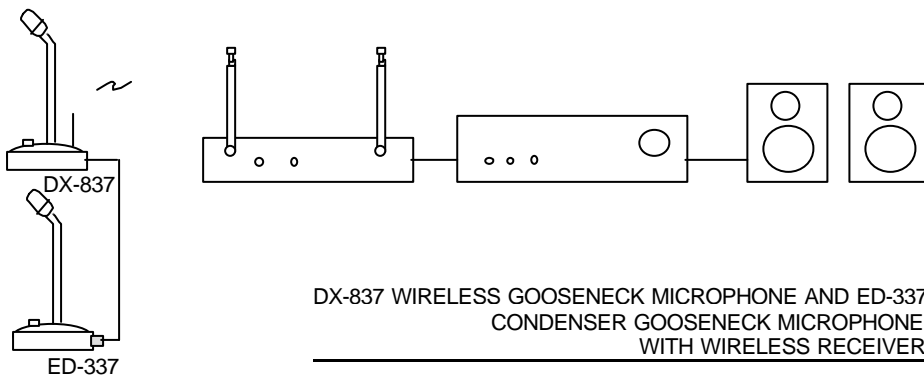 DX-837
ED-337
DX-837 WIRELESS GOOSENECK MICROPHONE AND ED-337
CONDENSER GOOSENECK MICROPHONE
WITH WIRELESS RECEIVER